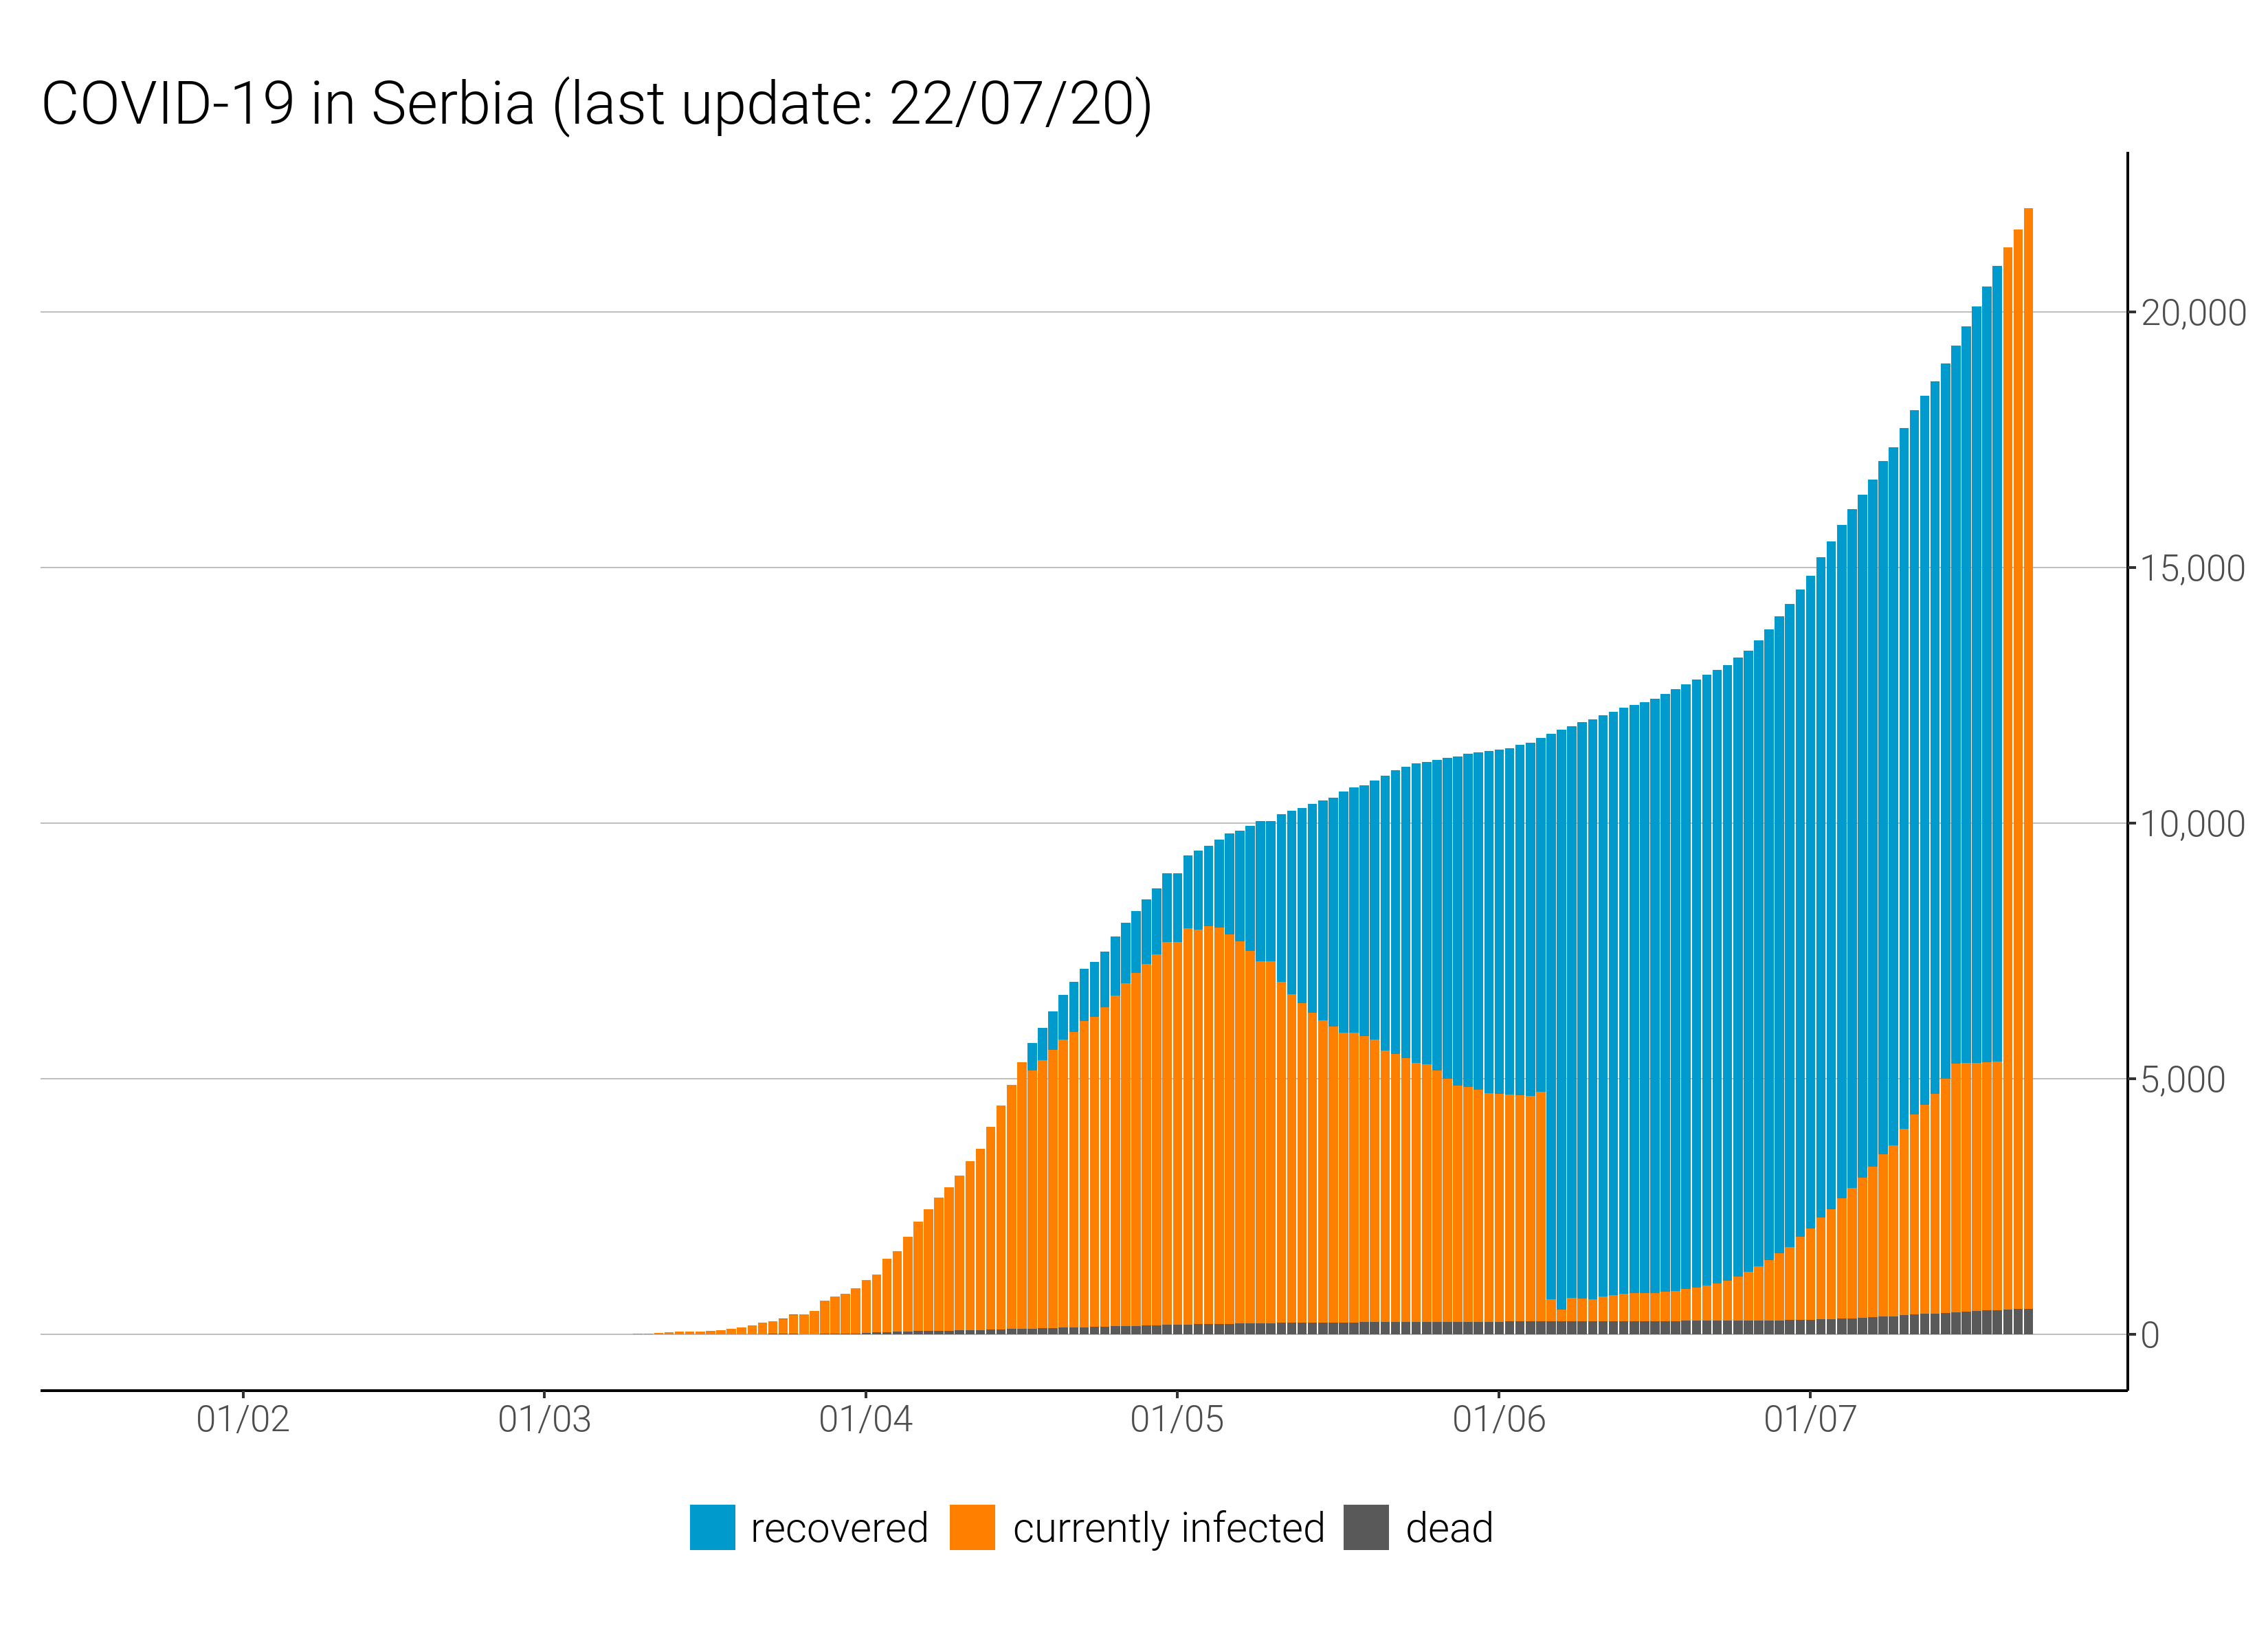 COVID-19 in Serbia (last update: 22/07/20)
20,000
15,000
10,000
5,000
0
01/02 01/03 01/04 01/05 01/06 01/07
recovered currently infected dead